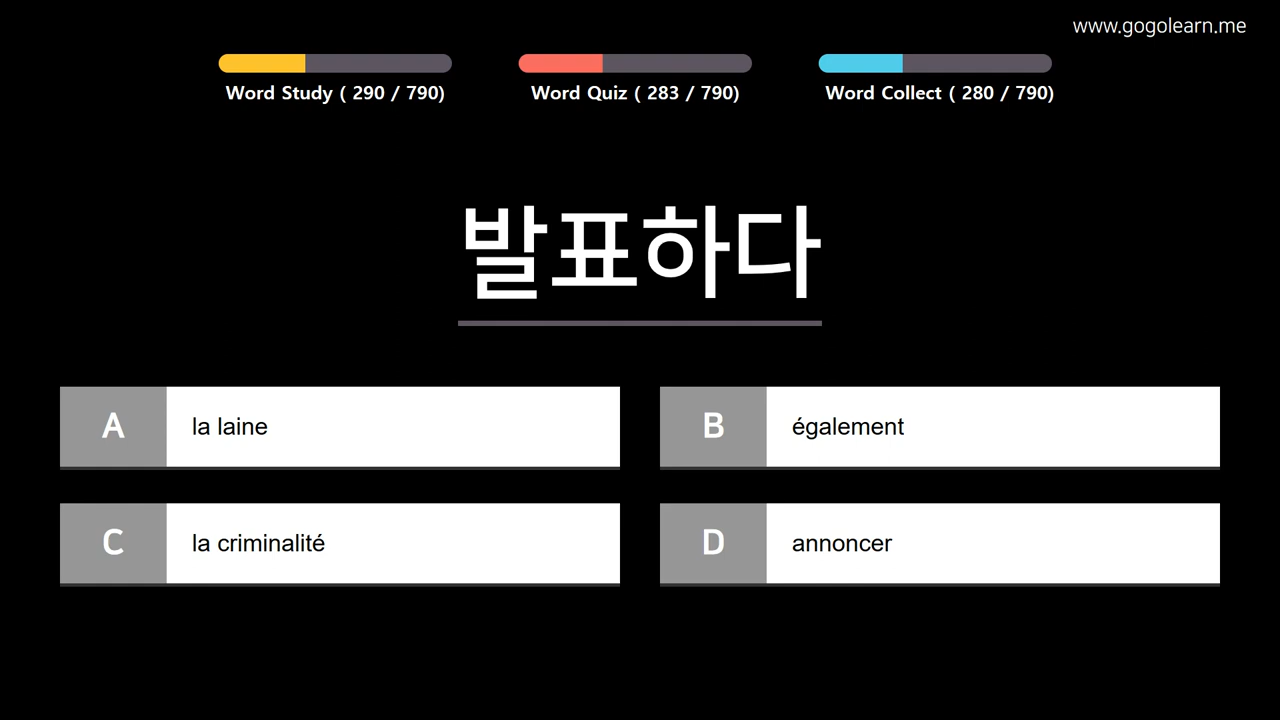 www.gogolearn.me
Word Study ( 290 / 790)
Word Quiz ( 283 / 790)
Word Collect ( 280 / 790)
발표하다
A la laine
B également
C la criminalité
D annoncer